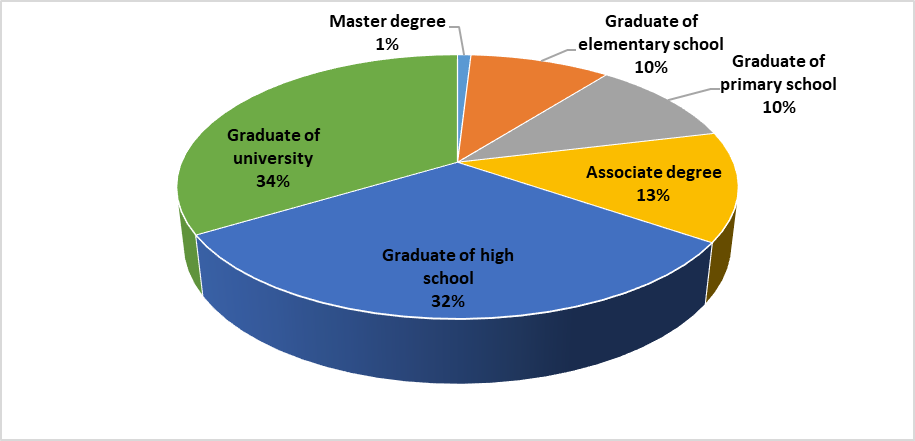 Master degree
1%
Graduate of
elementary school
10%
Graduate of
primary school
10%
Associate degree
13%
Graduate of high
school
32%
Graduate of
university
34%